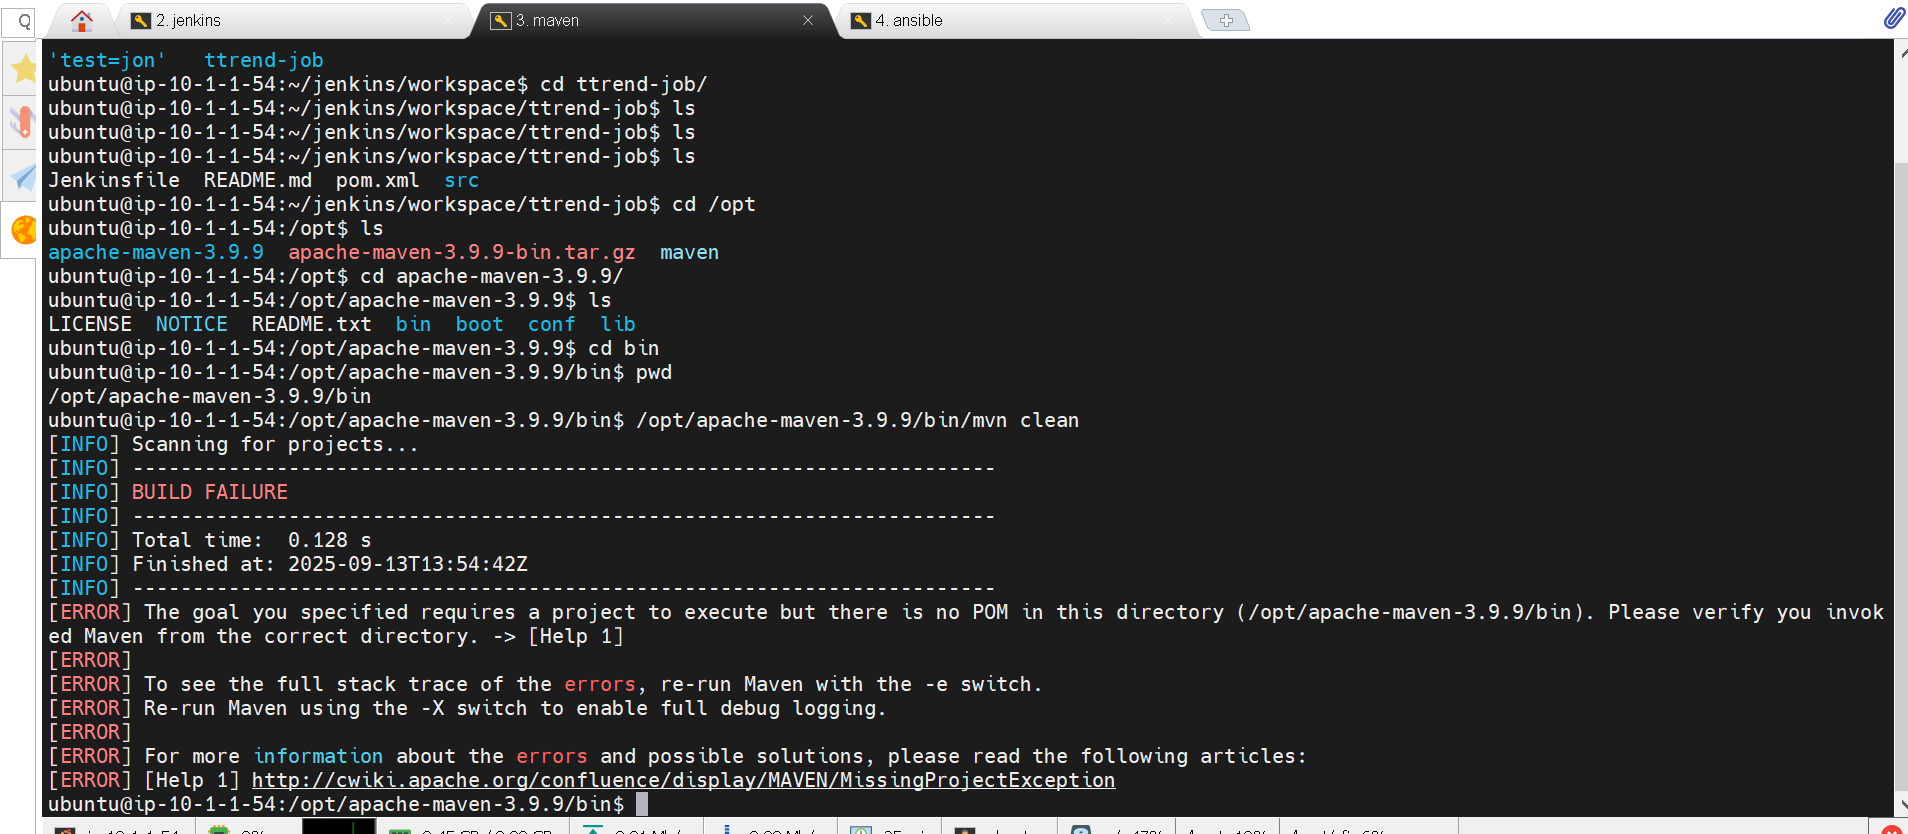 2. jenkins
3. maven
4. ansible
'test=jon'   ttrend-job
ubuntu@ip-10-1-1-54:~/jenkins/workspace$ cd ttrend-job/
ubuntu@ip-10-1-1-54:~/jenkins/workspace/ttrend-job$ ls
ubuntu@ip-10-1-1-54:~/jenkins/workspace/ttrend-job$ ls
ubuntu@ip-10-1-1-54:~/jenkins/workspace/ttrend-job$ ls
Jenkinsfile  README.md  pom.xml  src
ubuntu@ip-10-1-1-54:~/jenkins/workspace/ttrend-job$ cd /opt
ubuntu@ip-10-1-1-54:/opt$ ls
apache-maven-3.9.9  apache-maven-3.9.9-bin.tar.gz  maven
ubuntu@ip-10-1-1-54:/opt$ cd apache-maven-3.9.9/
ubuntu@ip-10-1-1-54:/opt/apache-maven-3.9.9$ ls
LICENSE  NOTICE  README.txt  bin  boot  conf  lib
ubuntu@ip-10-1-1-54:/opt/apache-maven-3.9.9$ cd bin
ubuntu@ip-10-1-1-54:/opt/apache-maven-3.9.9/bin$ pwd
/opt/apache-maven-3.9.9/bin
ubuntu@ip-10-1-1-54:/opt/apache-maven-3.9.9/bin$ /opt/apache-maven-3.9.9/bin/mvn clean
[INFO] Scanning for projects...
[INFO] ------------------------------------------------------------------------
[INFO] BUILD FAILURE
[INFO] ------------------------------------------------------------------------
[INFO] Total time:  0.128 s
[INFO] Finished at: 2025-09-13T13:54:42Z
[INFO] ------------------------------------------------------------------------
[ERROR] The goal you specified requires a project to execute but there is no POM in this directory (/opt/apache-maven-3.9.9/bin). Please verify you invok
ed Maven from the correct directory. -> [Help 1]
[ERROR]
[ERROR] To see the full stack trace of the errors, re-run Maven with the -e switch.
[ERROR] Re-run Maven using the -X switch to enable full debug logging.
[ERROR]
[ERROR] For more information about the errors and possible solutions, please read the following articles:
[ERROR] [Help 1] http://cwiki.apache.org/confluence/display/MAVEN/MissingProjectException
ubuntu@ip-10-1-1-54:/opt/apache-maven-3.9.9/bin$